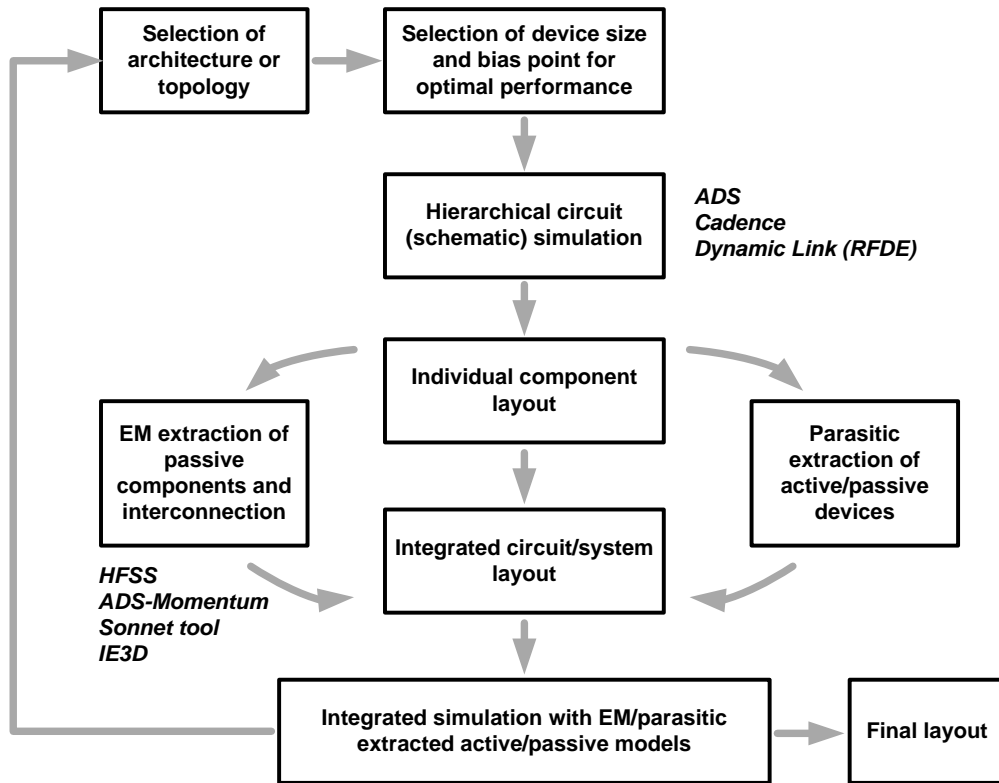 Selection of
architecture or
topology
Selection of device size
and bias point for
optimal performance
Hierarchical circuit
(schematic) simulation
ADS
Cadence
Dynamic Link (RFDE)
Individual component
layout
EM extraction of
passive
components and
interconnection
Parasitic
extraction of
active/passive
devices
Integrated circuit/system
layout
HFSS
ADS-Momentum
Sonnet tool
IE3D
Integrated simulation with EM/parasitic
extracted active/passive models
Final layout